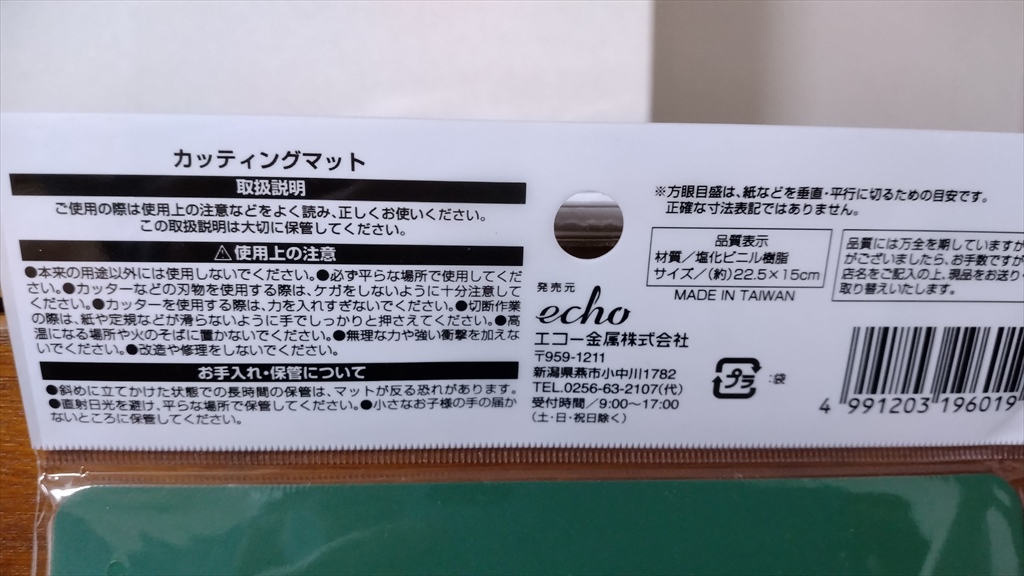 カッティングマット
取扱説明
ご使用の際は使用上の注意などをよく読み、正しくお使いください。
この取扱説明は大切に保管してください。
⚠使用上の注意
●本来の用途以外には使用しないでください。●必ず平らな場所で使用してくだ
さい。●カッターなどの刃物を使用する際は、ケガをしないように十分注意して
ください。●カッターを使用する際は、力を入れすぎないでください。●切断作業
の際は、紙や定規などが滑らないように手でしっかりと押さえてください。●高
温になる場所や火のそばに置かないでください。●無理な力や強い衝撃を加えな
いでください。●改造や修理をしないでください。
お手入れ・保管について
●斜めに立てかけた状態での長時間の保管は、マットが反る恐れがあります。
●直射日光を避け、平らな場所で保管してください。●小さなお子様の手の届か
ないところに保管してください。
発売元
echo
エコー金属株式会社
〒959-1211
新潟県燕市小中川1782
TEL.0256-63-2107(代)
受付時間/9:00〜17:00
(土・日・祝日除く)
※方眼目盛は、紙などを垂直・平行に切るための目安です。
正確な寸法表記ではありません。
品質表示
材質/塩化ビニル樹脂
サイズ/(約)22.5×15cm
MADE IN TAIWAN
品質には万全を期していますが
がございましたら、お手数ですが
店名をご記入の上、現品をお送り
取り替えいたします。
プラ
:袋
4 991203 196019